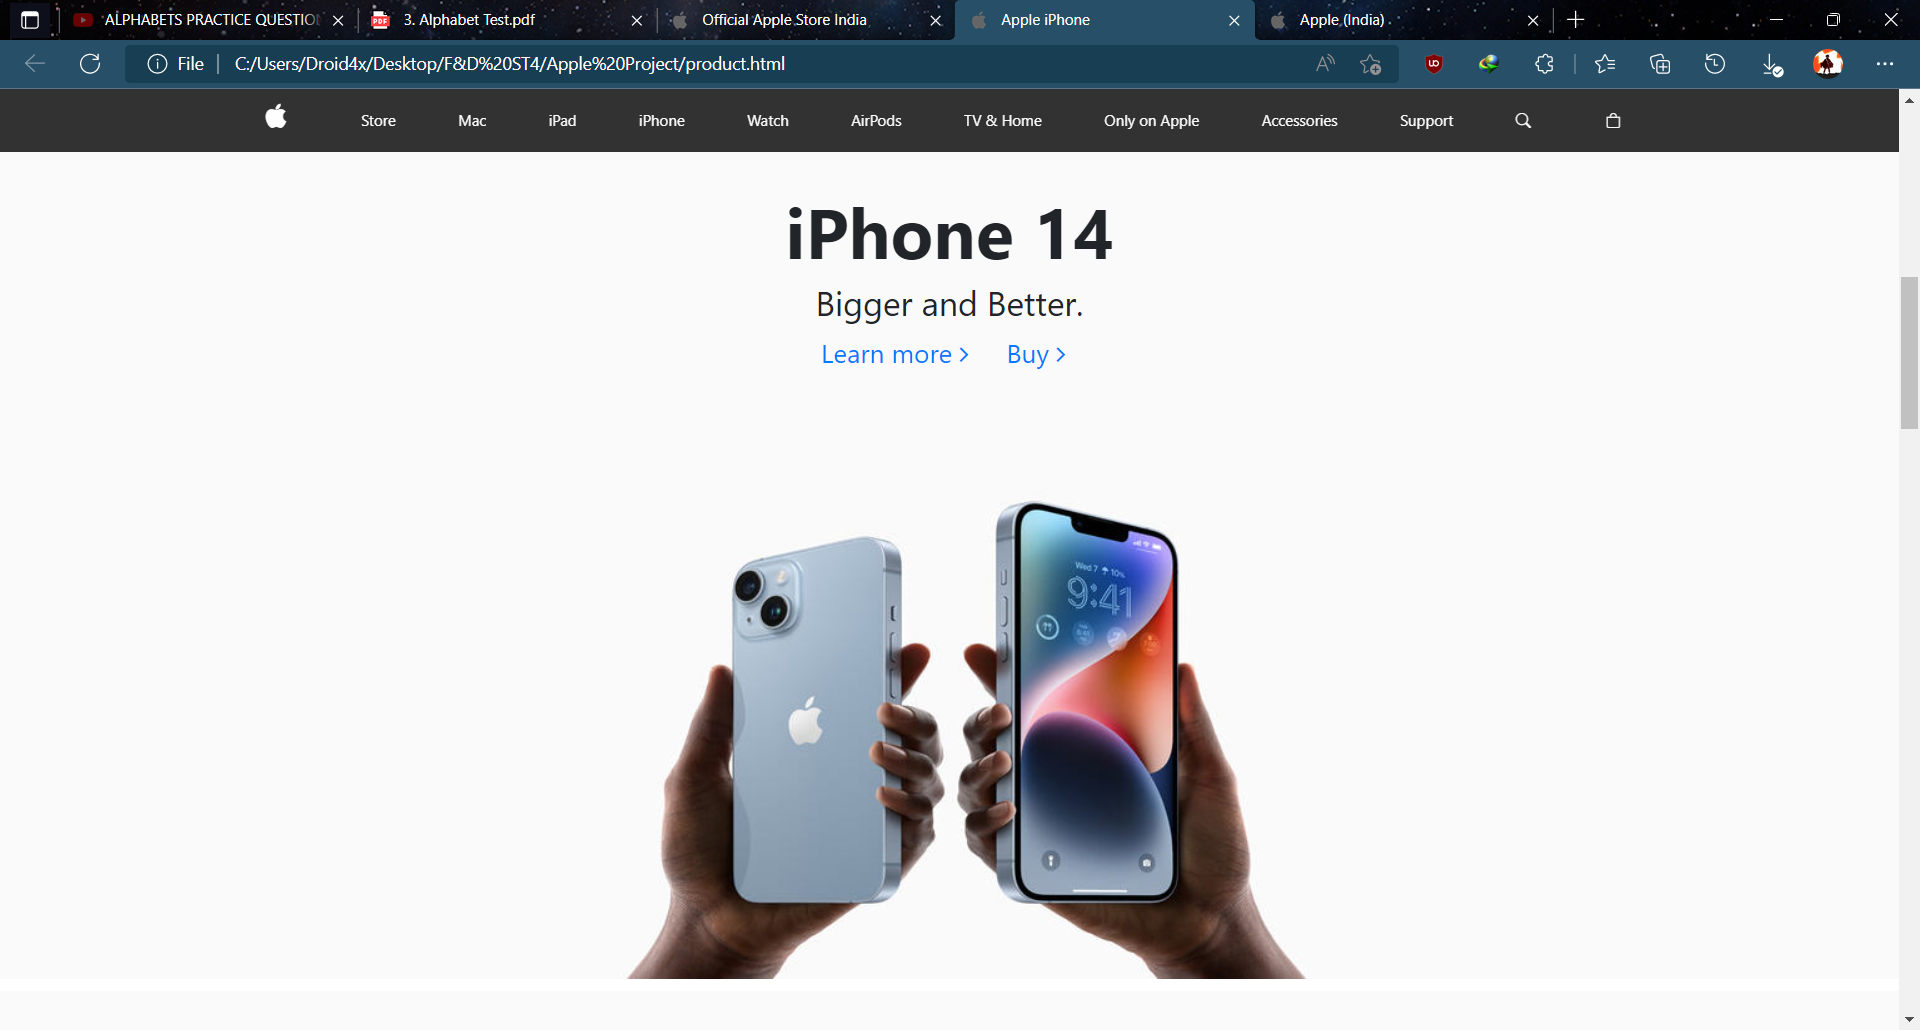 ALPHABETS PRACTICE QUESTIO
3. Alphabet Test.pdf
Official Apple Store India
Apple iPhone
Apple (India)
File
C:/Users/Droid4x/Desktop/F&D%20ST4/Apple%20Project/product.html
Store
Mac
iPad
iPhone
Watch
AirPods
TV & Home
Only on Apple
Accessories
Support
iPhone 14
Bigger and Better.
Learn more >
Buy >
Wed 7 10%
9:41